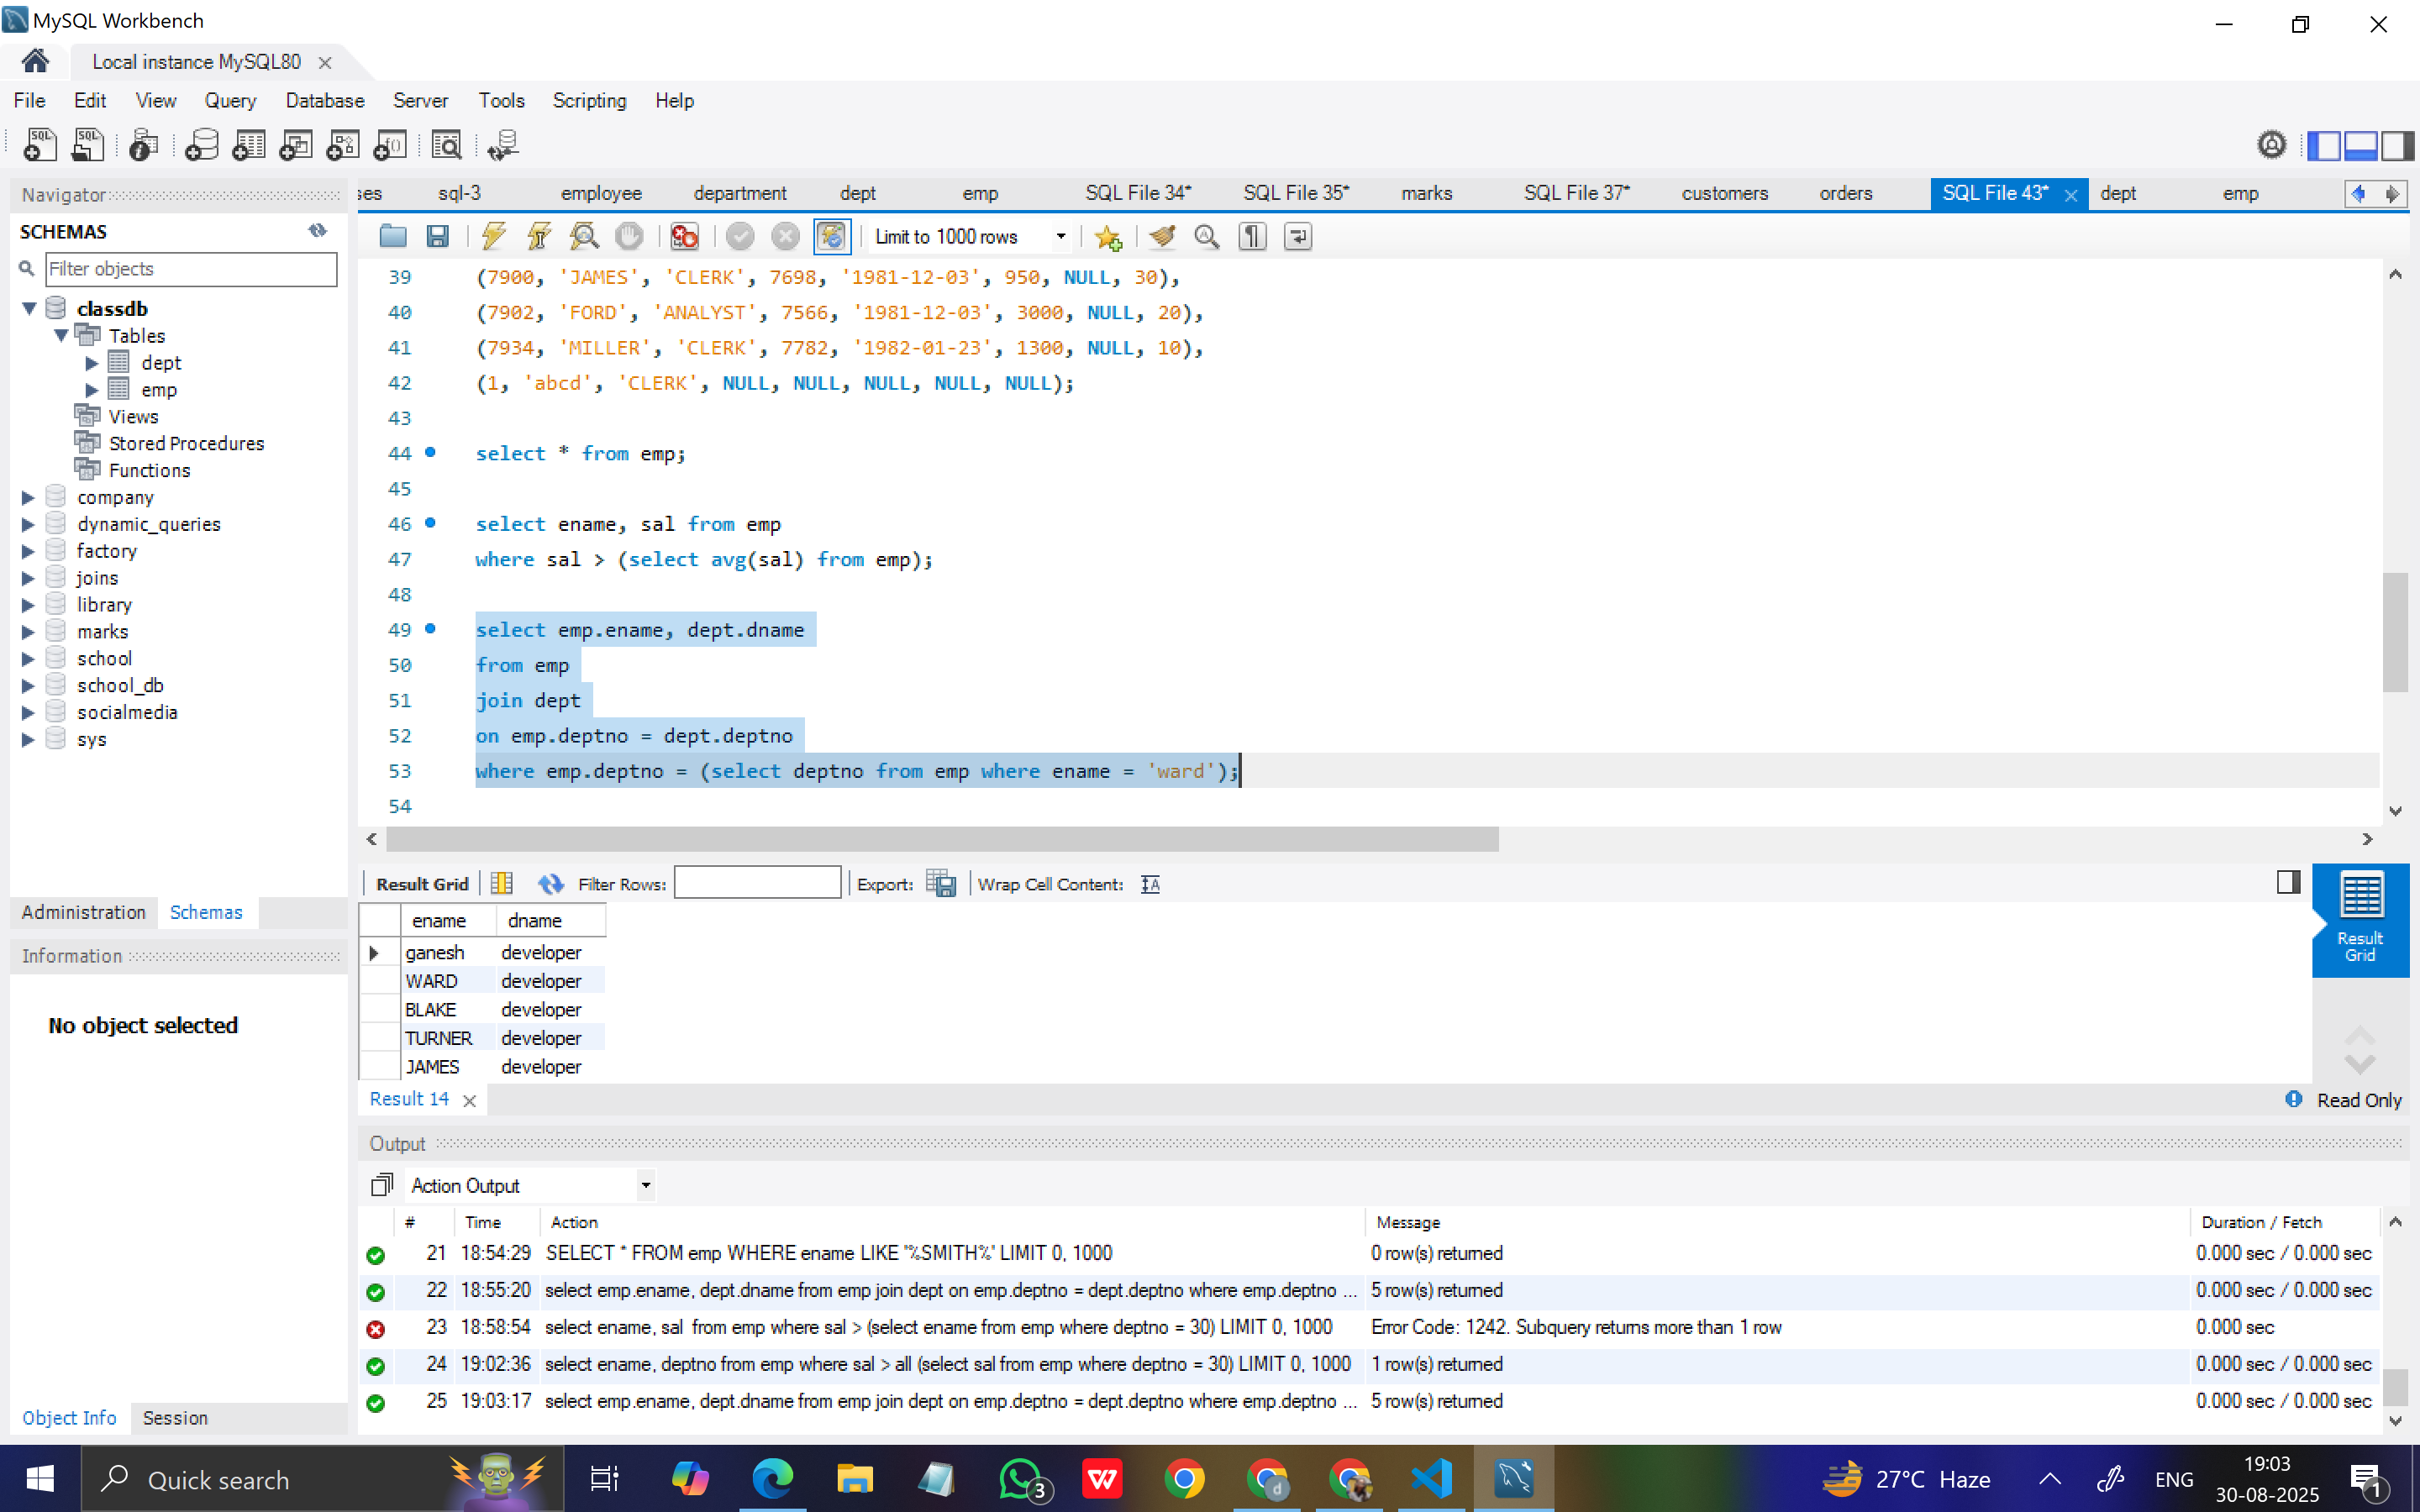 MySQL Workbench
Local instance MySQL80
File Edit View Query Database Server Tools Scripting Help
Navigator
SCHEMAS
Filter objects
classdb
Tables
dept
emp
Views
Stored Procedures
Functions
company
dynamic_queries
factory
joins
library
marks
school
school_db
socialmedia
sys
Administration Schemas
Information
No object selected
Object Info Session
ses sql-3 employee department dept emp SQL File 34* SQL File 35* marks SQL File 37* customers orders SQL File 43* dept emp
Limit to 1000 rows
39 (7900, 'JAMES', 'CLERK', 7698, '1981-12-03', 950, NULL, 30),
40 (7902, 'FORD', 'ANALYST', 7566, '1981-12-03', 3000, NULL, 20),
41 (7934, 'MILLER', 'CLERK', 7782, '1982-01-23', 1300, NULL, 10),
42 (1, 'abcd', 'CLERK', NULL, NULL, NULL, NULL, NULL);
43
44 select * from emp;
45
46 select ename, sal from emp
47 where sal > (select avg(sal) from emp);
48
49 select emp.ename, dept.dname
50 from emp
51 join dept
52 on emp.deptno = dept.deptno
53 where emp.deptno = (select deptno from emp where ename = 'ward');
54
Result Grid Filter Rows: Export: Wrap Cell Content:
ename dname
ganesh developer
WARD developer
BLAKE developer
TURNER developer
JAMES developer
Result Grid
Result 14 Read Only
Output
Action Output
# Time Action Message Duration / Fetch
21 18:54:29 SELECT * FROM emp WHERE ename LIKE '%SMITH%' LIMIT 0, 1000 0 row(s) returned 0.000 sec / 0.000 sec
22 18:55:20 select emp.ename, dept.dname from emp join dept on emp.deptno = dept.deptno where emp.deptno ... 5 row(s) returned 0.000 sec / 0.000 sec
23 18:58:54 select ename, sal from emp where sal > (select ename from emp where deptno = 30) LIMIT 0, 1000 Error Code: 1242. Subquery returns more than 1 row 0.000 sec
24 19:02:36 select ename, deptno from emp where sal > all (select sal from emp where deptno = 30) LIMIT 0, 1000 1 row(s) returned 0.000 sec / 0.000 sec
25 19:03:17 select emp.ename, dept.dname from emp join dept on emp.deptno = dept.deptno where emp.deptno ... 5 row(s) returned 0.000 sec / 0.000 sec
Quick search 3 27°C Haze ENG 19:03
30-08-2025 1